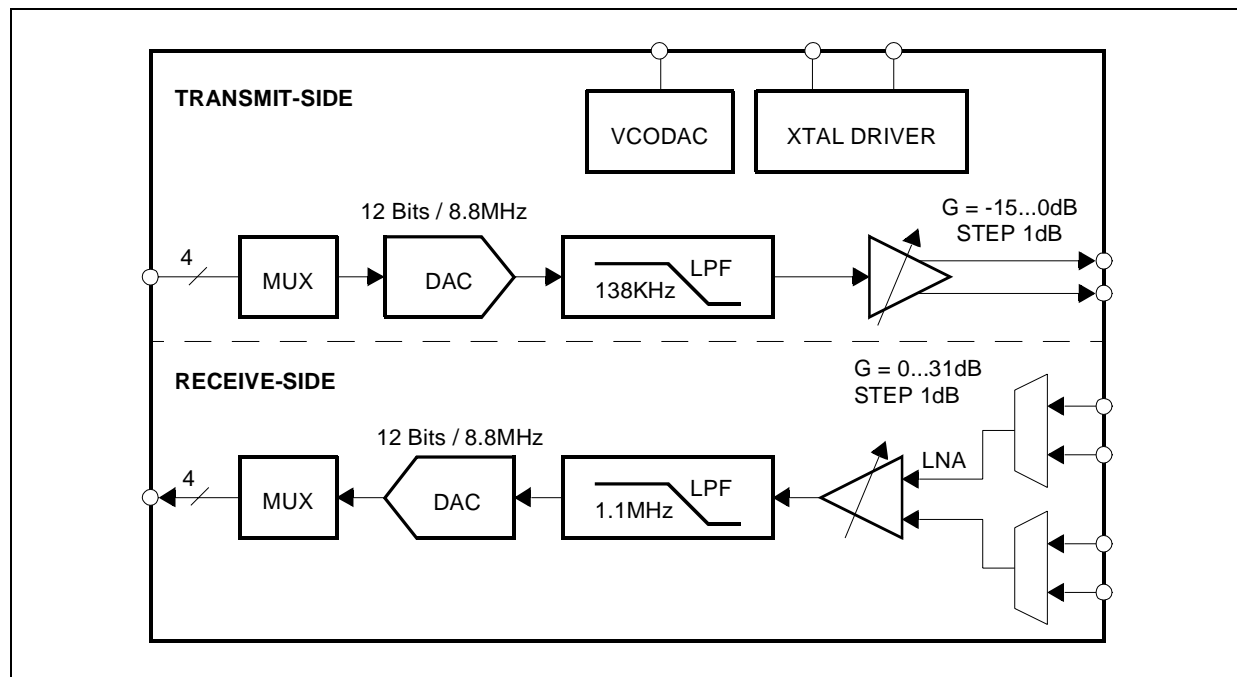 TRANSMIT-SIDE
VCODAC
XTAL DRIVER
12 Bits / 8.8MHz
G = -15...0dB
STEP 1dB
4
MUX
DAC
LPF
138KHz
RECEIVE-SIDE
G = 0...31dB
STEP 1dB
12 Bits / 8.8MHz
LNA
4
MUX
DAC
LPF
1.1MHz